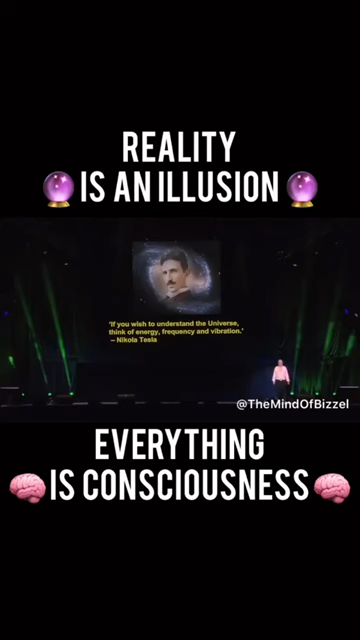 REALITY
🔮IS AN ILLUSION🔮
'If you wish to understand the Universe,
think of energy, frequency and vibration.'
– Nikola Tesla
@TheMindOfBizzel
EVERYTHING
🧠IS CONSCIOUSNESS🧠